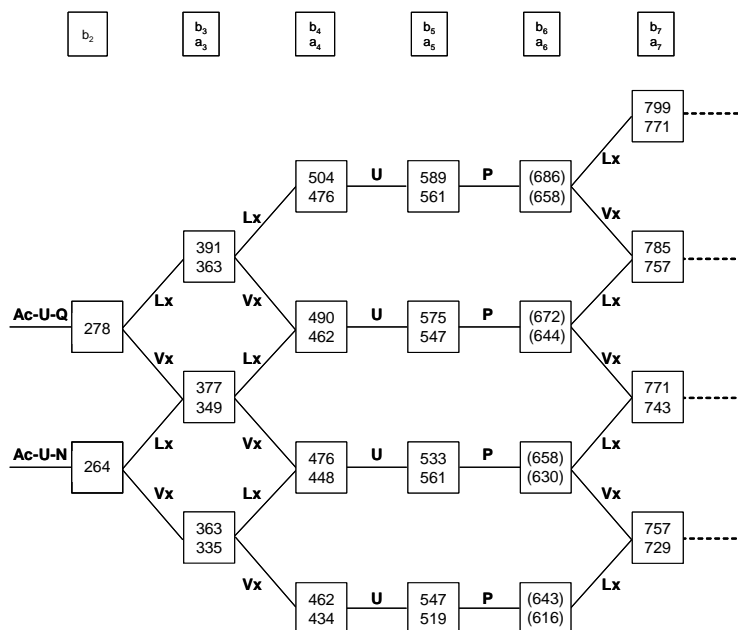 b₂ b₃ b₄ b₅ b₆ b₇
a₃ a₄ a₅ a₆ a₇
799
771
Lx
504 U 589 P (686)
476 561 (658)
Lx Vx
391 785
363 757
Vx Lx
Ac-U-Q Lx 490 U 575 P (672)
278 462 547 (644)
Vx Lx Vx
377 771
349 743
Lx Vx Lx
Ac-U-N 476 U 533 P (658)
264 448 561 (630)
Vx Lx Vx
363 757
335 729
Vx Lx
462 U 547 P (643)
434 519 (616)